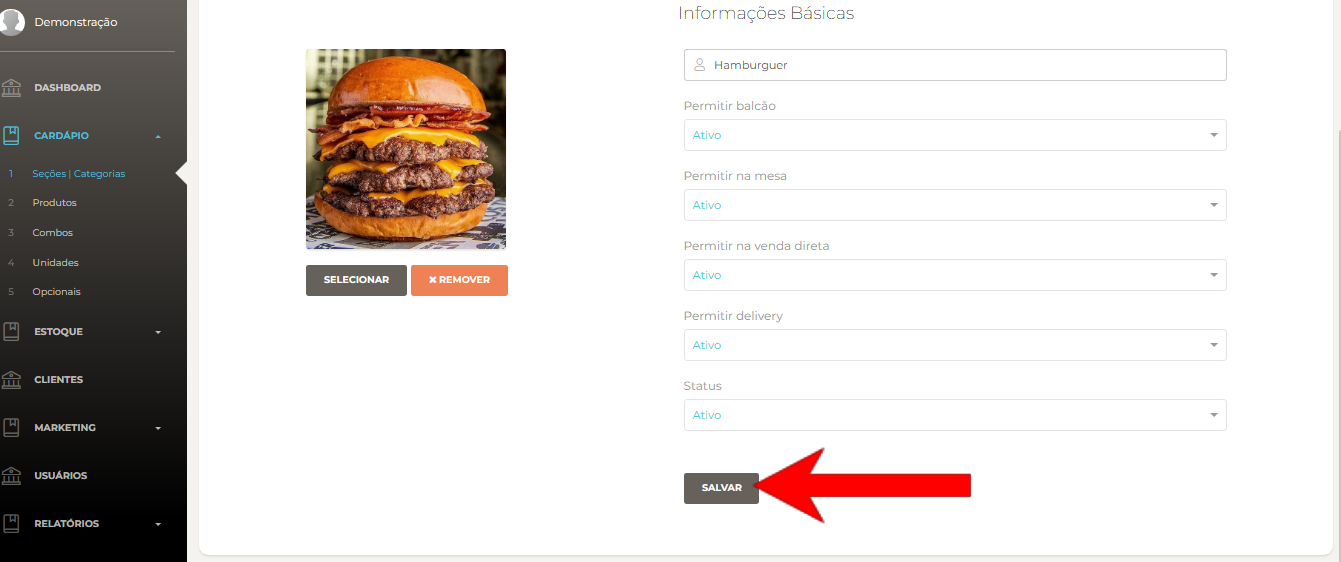 Demonstração
DASHBOARD
CARDÁPIO
1 Seções | Categorias
2 Produtos
3 Combos
4 Unidades
5 Opcionais
ESTOQUE
CLIENTES
MARKETING
USUÁRIOS
RELATÓRIOS
Informações Básicas
SELECIONAR
✖ REMOVER
Hamburguer
Permitir balcão
Ativo
Permitir na mesa
Ativo
Permitir na venda direta
Ativo
Permitir delivery
Ativo
Status
Ativo
SALVAR